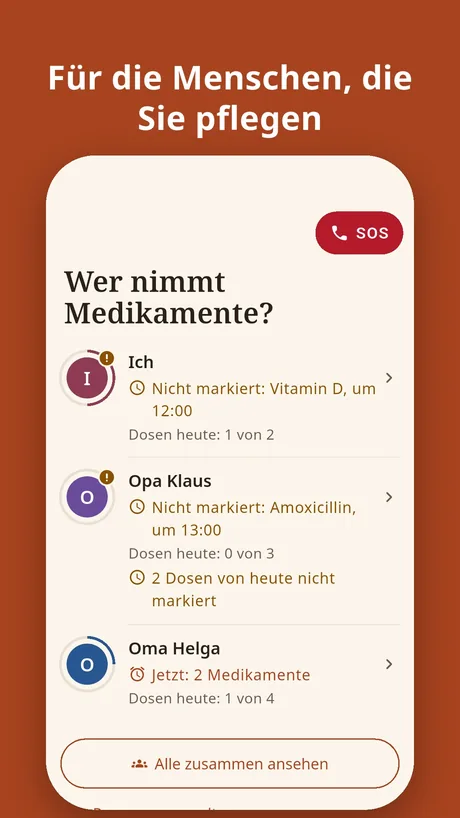 Für die Menschen, die
Sie pflegen
SOS
Wer nimmt
Medikamente?
I
Ich
Nicht markiert: Vitamin D, um
12:00
Dosen heute: 1 von 2
O
Opa Klaus
Nicht markiert: Amoxicillin,
um 13:00
Dosen heute: 0 von 3
2 Dosen von heute nicht
markiert
O
Oma Helga
Jetzt: 2 Medikamente
Dosen heute: 1 von 4
Alle zusammen ansehen